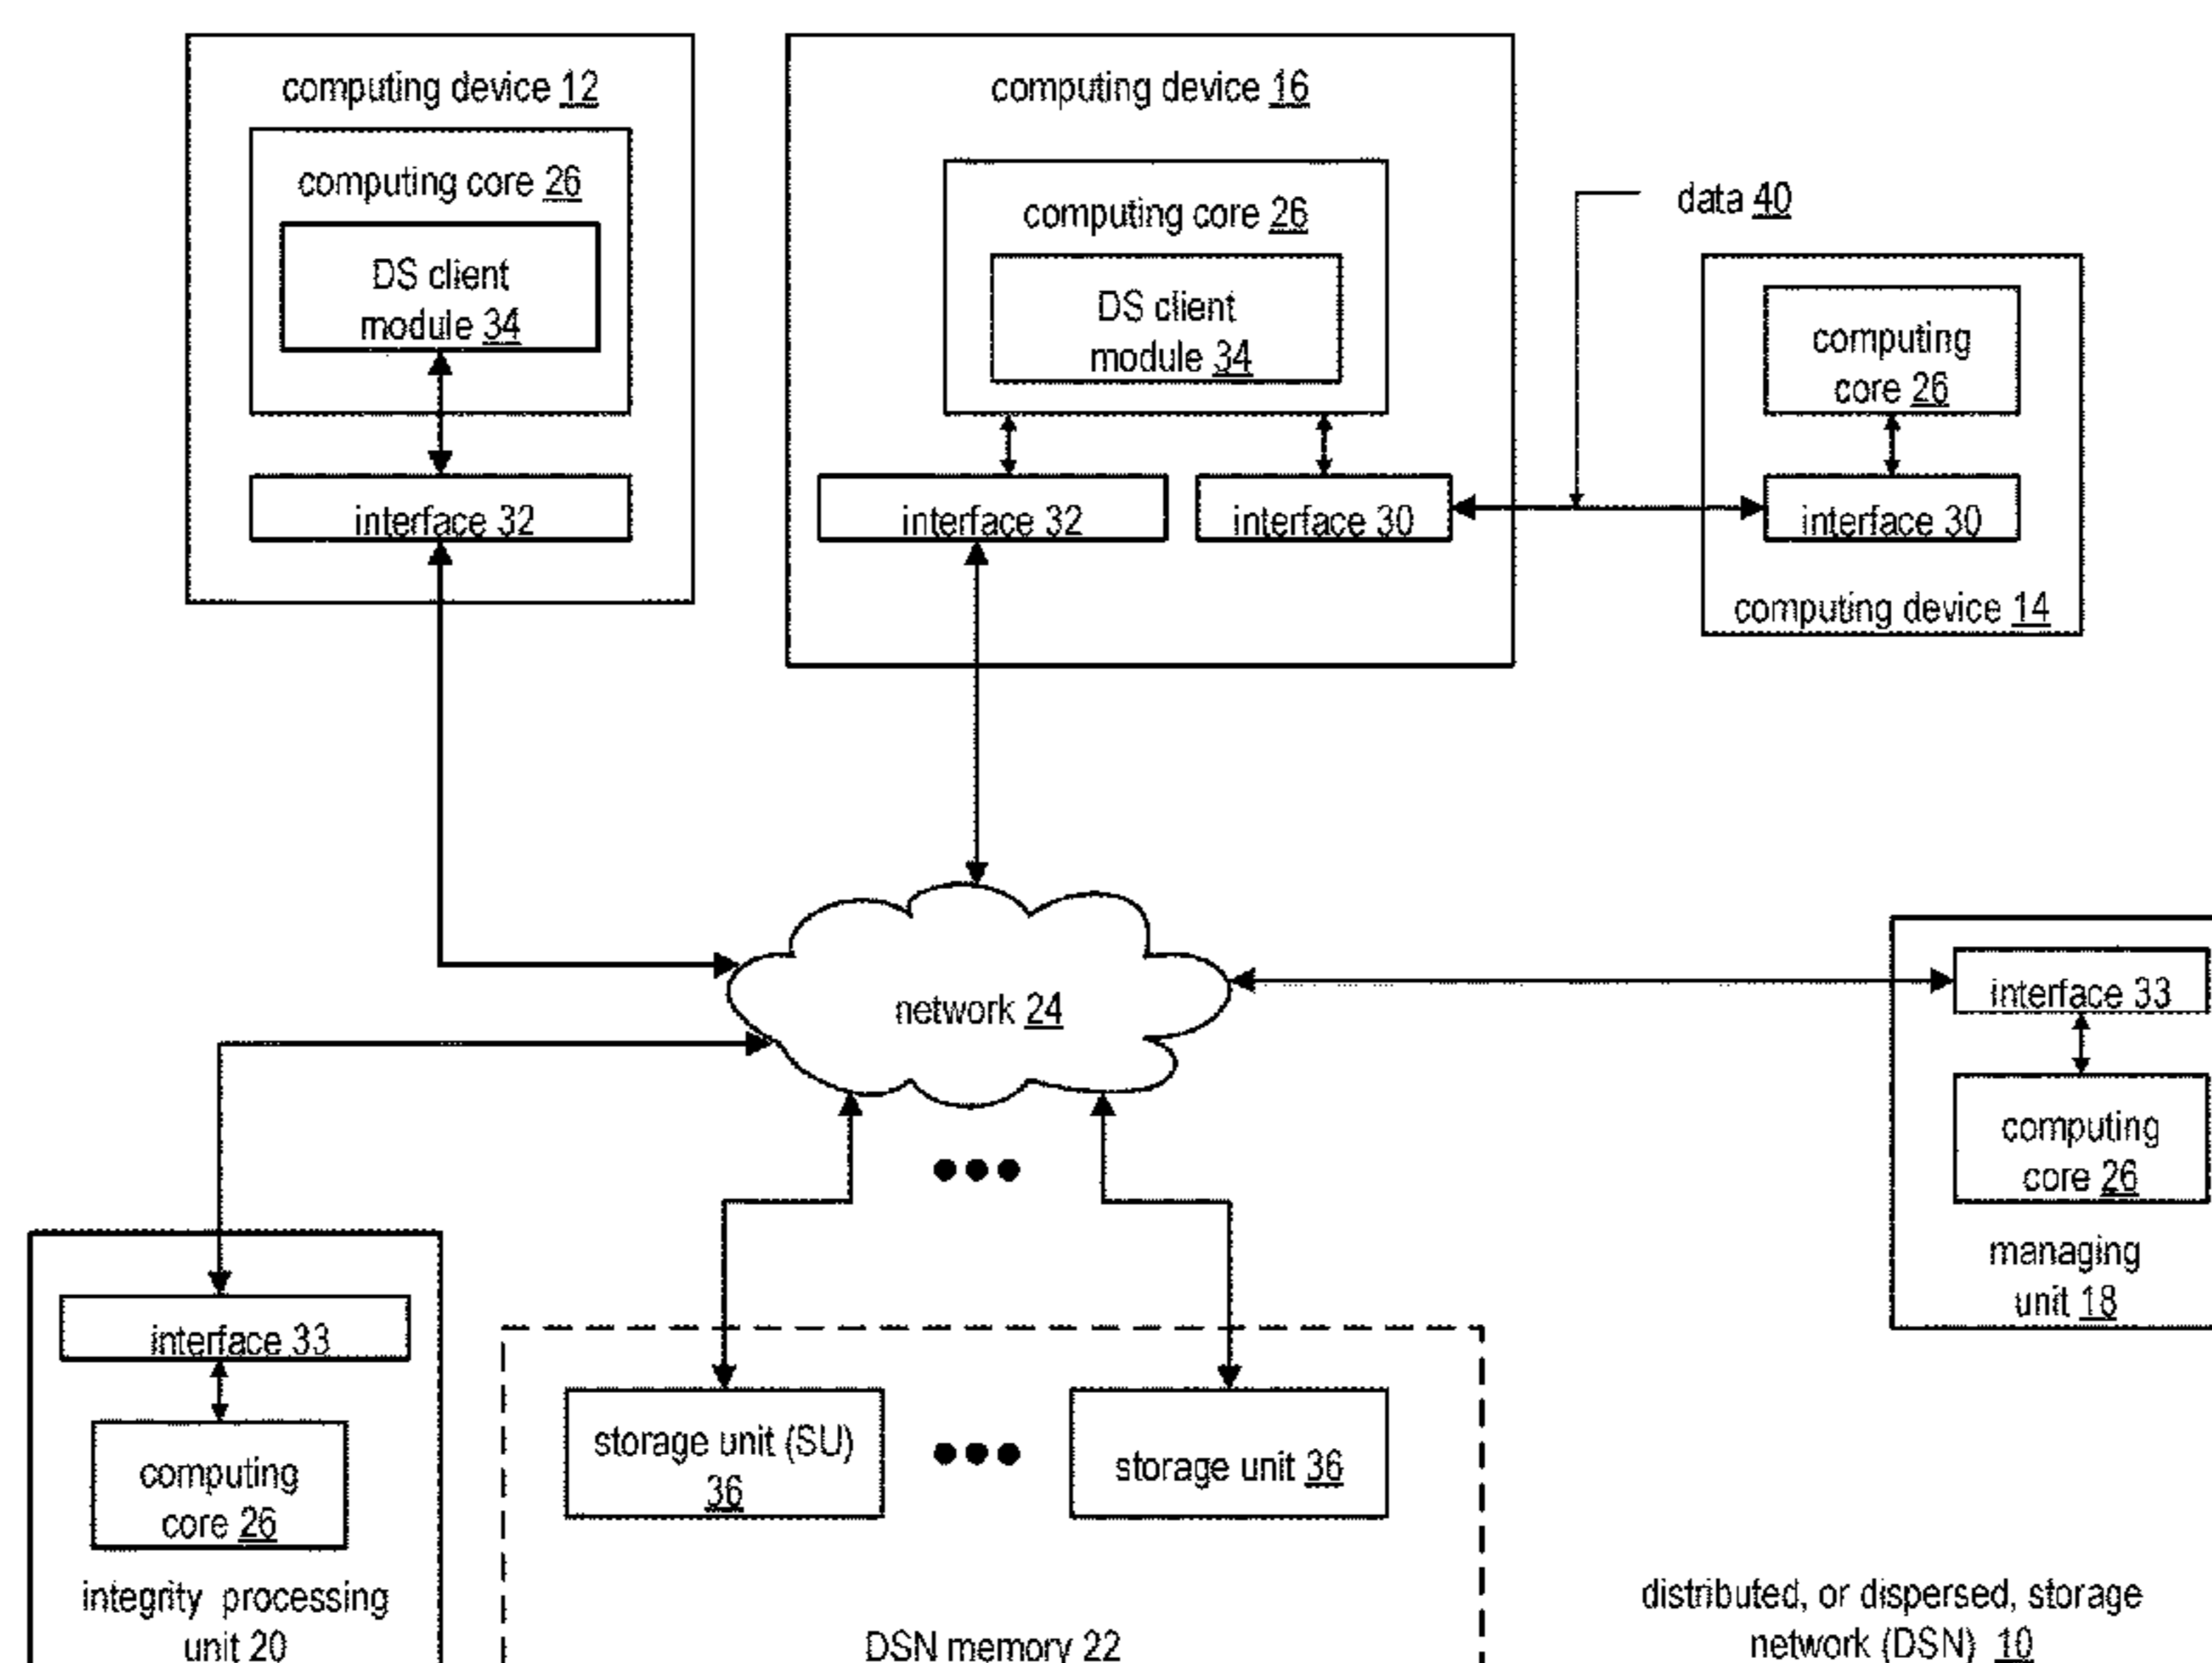 computing device 12
computing core 26
DS client
module 34
interface 32
computing device 16
computing core 26
DS client
module 34
interface 32
interface 30
data 40
computing
core 26
interface 30
computing device 14
network 24
interface 33
computing
core 26
managing
unit 18
interface 33
computing
core 26
integrity processing
unit 20
storage unit (SU)
36
storage unit 36
DSN memory 22
distributed, or dispersed, storage
network (DSN) 10